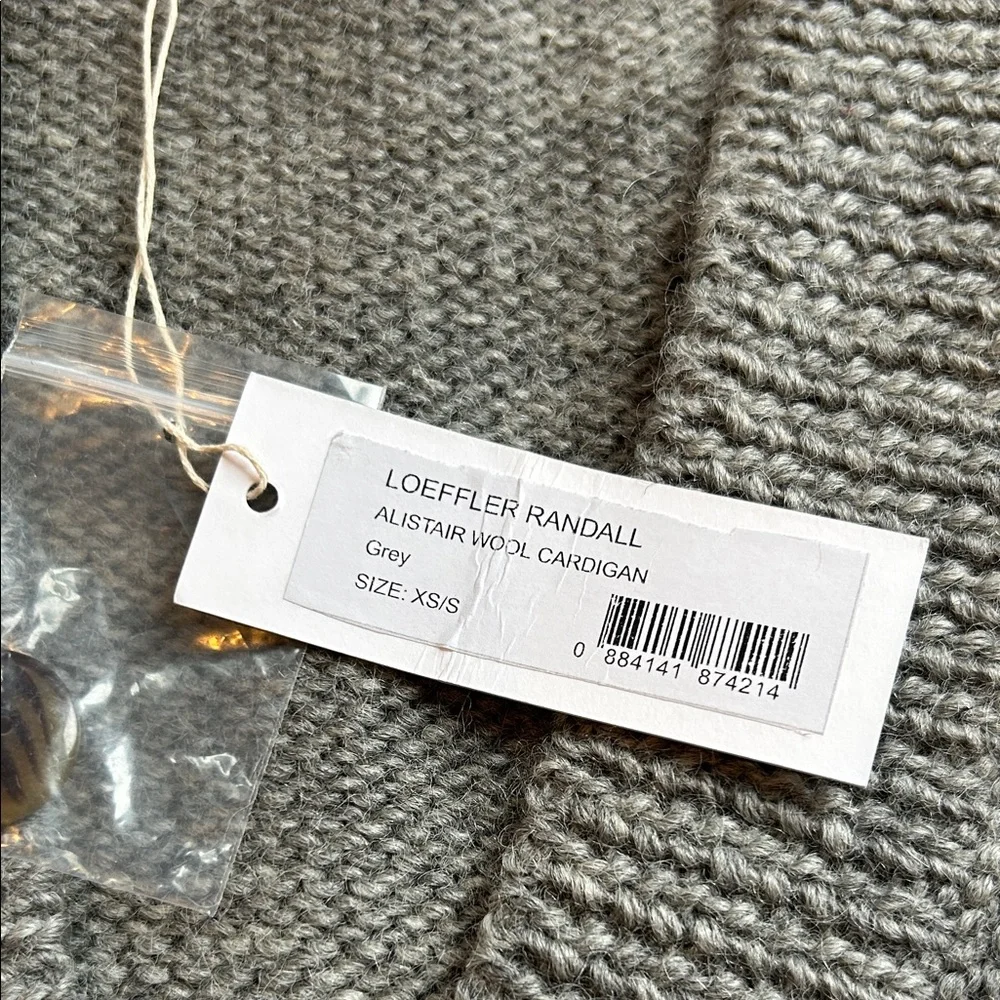 LOEFFLER RANDALL
ALISTAIR WOOL CARDIGAN
Grey
SIZE: XS/S
0 884141 874214